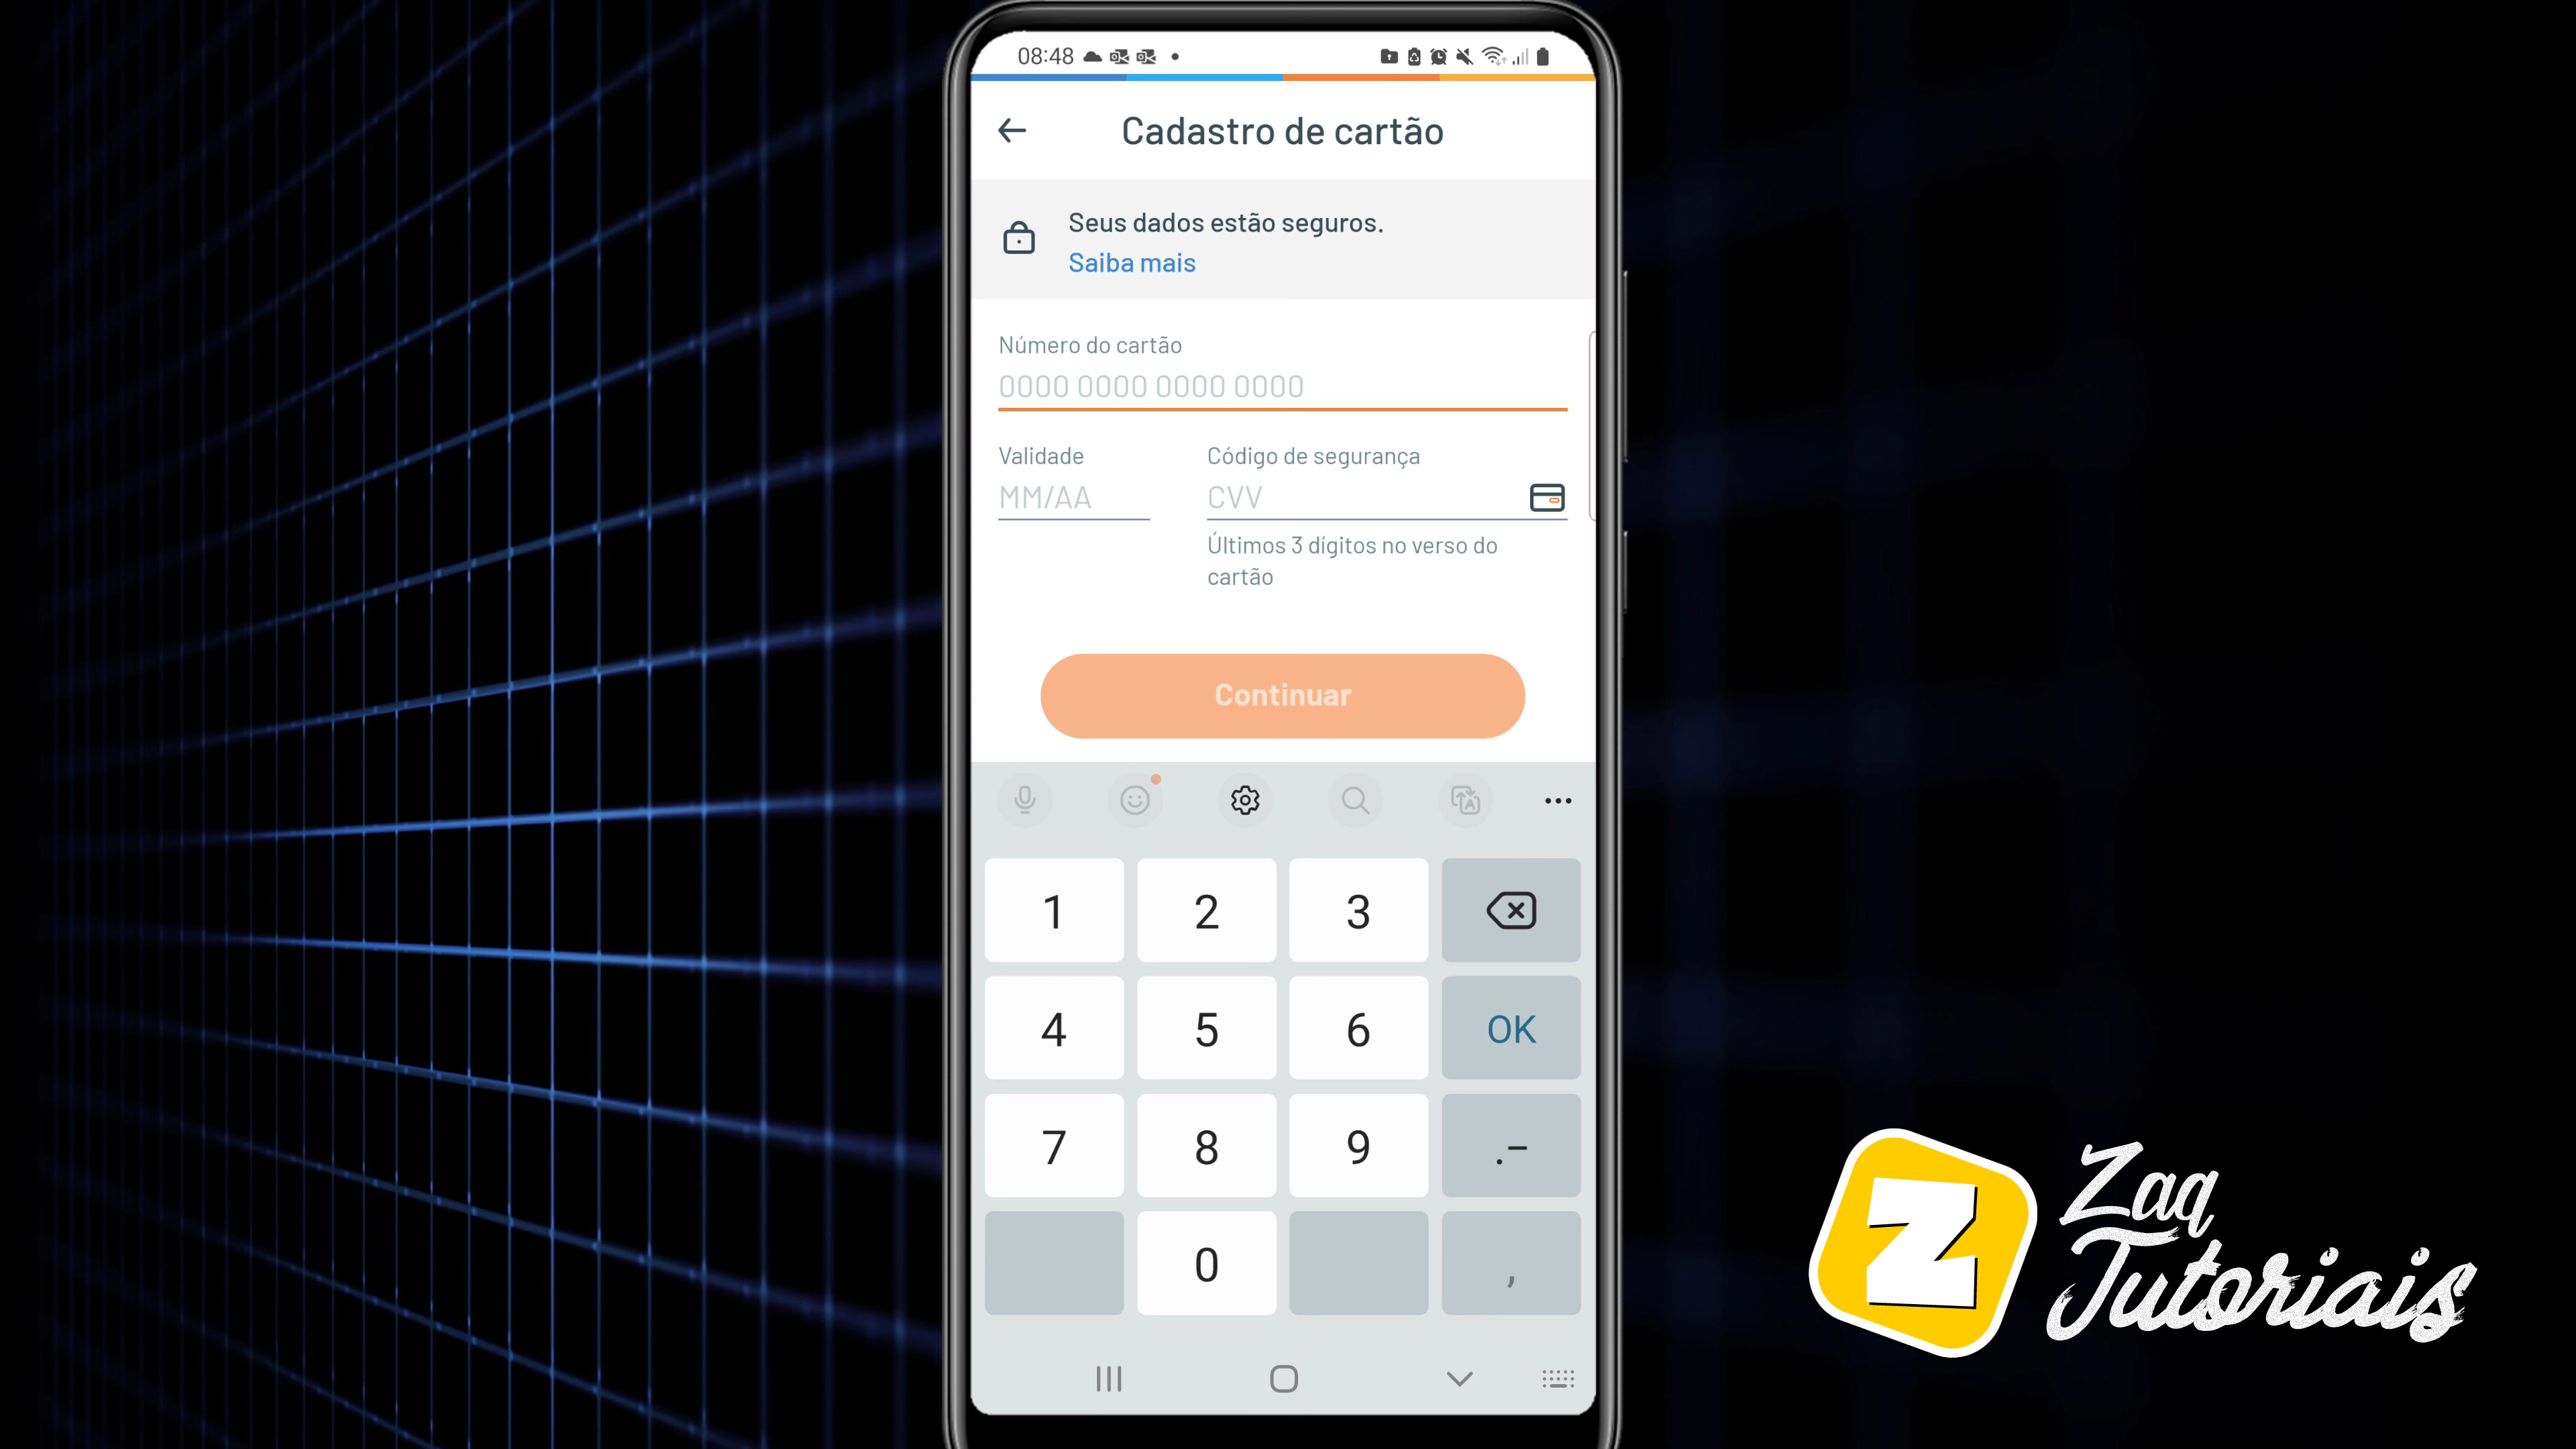 08:48
Cadastro de cartão
Seus dados estão seguros.
Saiba mais
Número do cartão
0000 0000 0000 0000
Validade
Código de segurança
MM/AA
CVV
Últimos 3 dígitos no verso do
cartão
Continuar
1 2 3
4 5 6 OK
7 8 9 .-
0 ,
Z
Zaq
Tutoriais